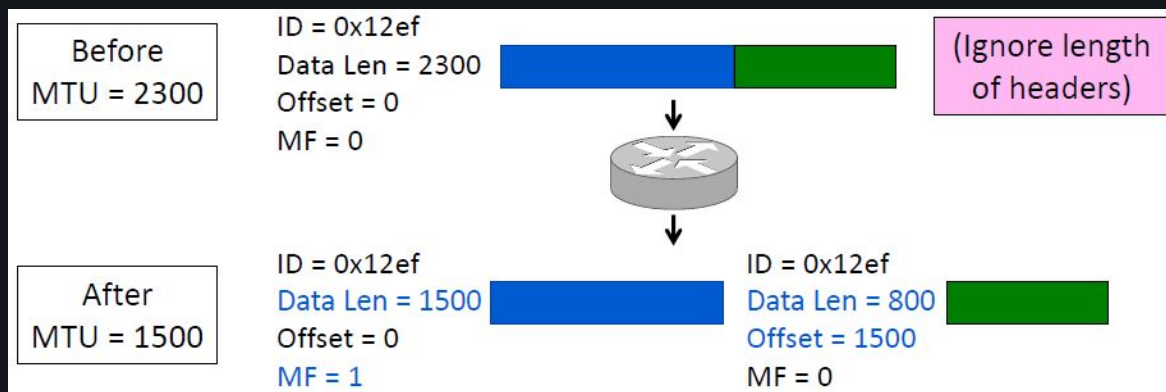 Before
MTU = 2300
ID = 0x12ef
Data Len = 2300
Offset = 0
MF = 0
(Ignore length
of headers)
After
MTU = 1500
ID = 0x12ef
Data Len = 1500
Offset = 0
MF = 1
ID = 0x12ef
Data Len = 800
Offset = 1500
MF = 0